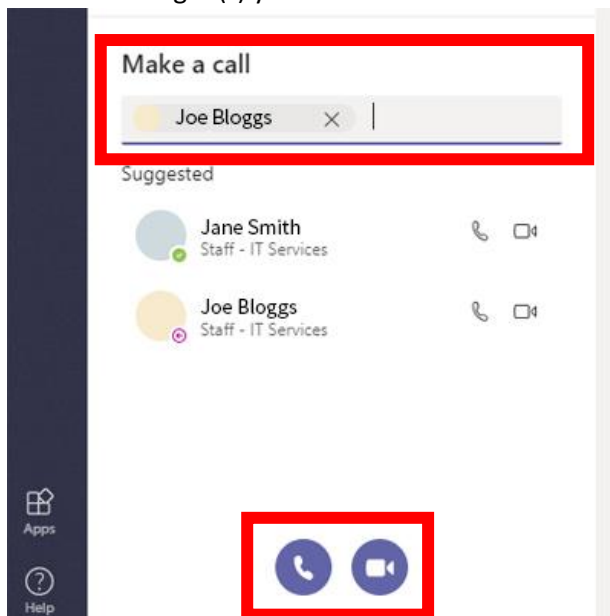 Make a call
Joe Bloggs
Suggested
Jane Smith
Staff - IT Services
Joe Bloggs
Staff - IT Services
Apps
Help